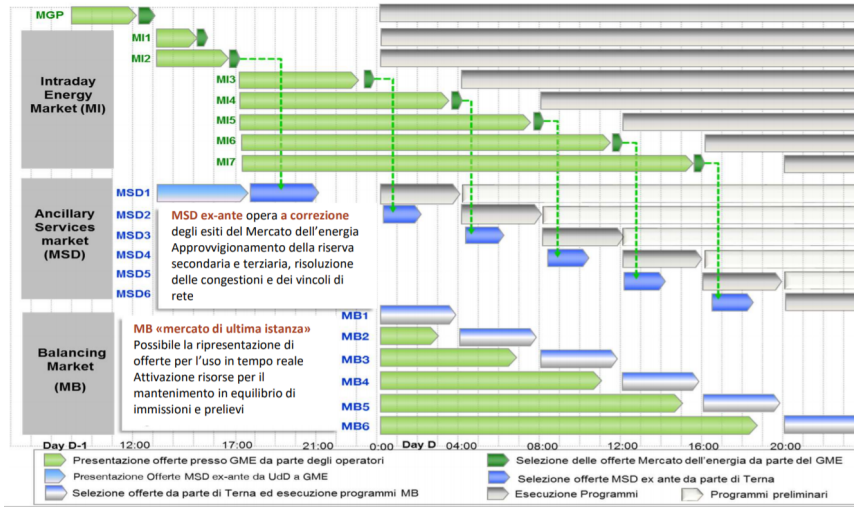 MGP
MI1
MI2
Intraday
Energy
Market (MI)
MI3
MI4
MI5
MI6
MI7
MSD1
Ancillary
Services
market
(MSD)
MSD2
MSD3
MSD4
MSD5
MSD6
MSD ex-ante opera a correzione
degli esiti del Mercato dell'energia
Approvvigionamento della riserva
secondaria e terziaria, risoluzione
delle congestioni e dei vincoli di
rete
MB «mercato di ultima istanza»
Possibile la ripresentazione di
offerte per l'uso in tempo reale
Attivazione risorse per il
mantenimento in equilibrio di
immissioni e prelievi
Balancing
Market
(MB)
MB1
MB2
MB3
MB4
MB5
MB6
Day D-1 12:00 17:00 21:00 0:00 Day D 04:00 08:00 12:00 16:00 20:00
Presentazione offerte presso GME da parte degli operatori
Selezione delle offerte Mercato dell'energia da parte del GME
Presentazione Offerte MSD ex-ante da UdD a GME
Selezione offerte MSD ex ante da parte di Terna
Selezione offerte da parte di Terna ed esecuzione programmi MB
Esecuzione Programmi
Programmi preliminari